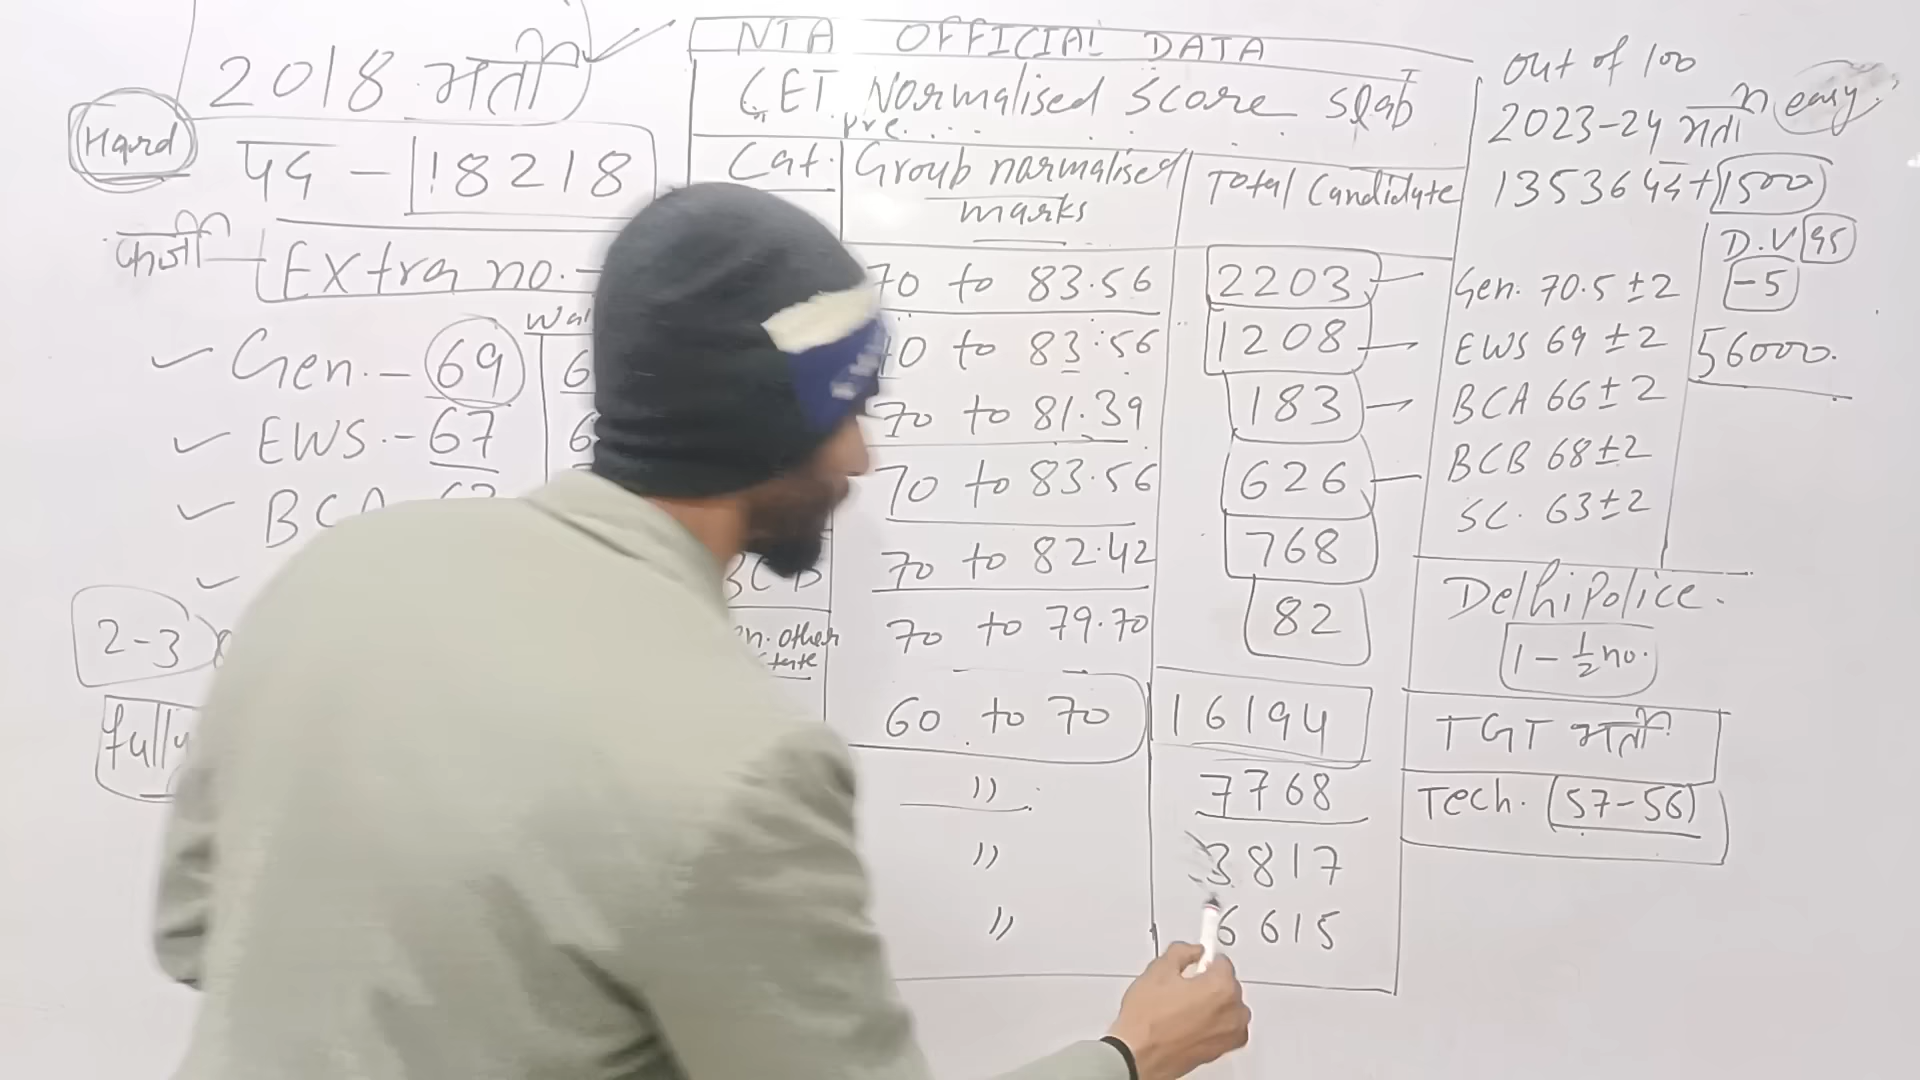 2018 भर्ती
Hard
पद - 18218
फर्जी - Extra no. -
Gen. - 69
EWS. - 67
2-3
NTA OFFICIAL DATA
CET Normalised Score Slab
pre....
Cat. Group normalised marks Total Candidate
70 to 83.56 2203
70 to 83.56 1208
70 to 81.39 183
70 to 83.56 626
70 to 82.42 768
other state 70 to 79.70 82
60 to 70 16194
" 7768
" 3817
" 6615
out of 100
2023-24 भर्ती easy
13536 पद + 1500
D.V 95
-5
56000.
Gen. 70.5 ±2
EWS 69 ±2
BCA 66 ±2
BCB 68 ±2
SC. 63 ±2
Delhi Police.
1 - 1/2 no.
TGT भर्ती
Tech. (57-56)